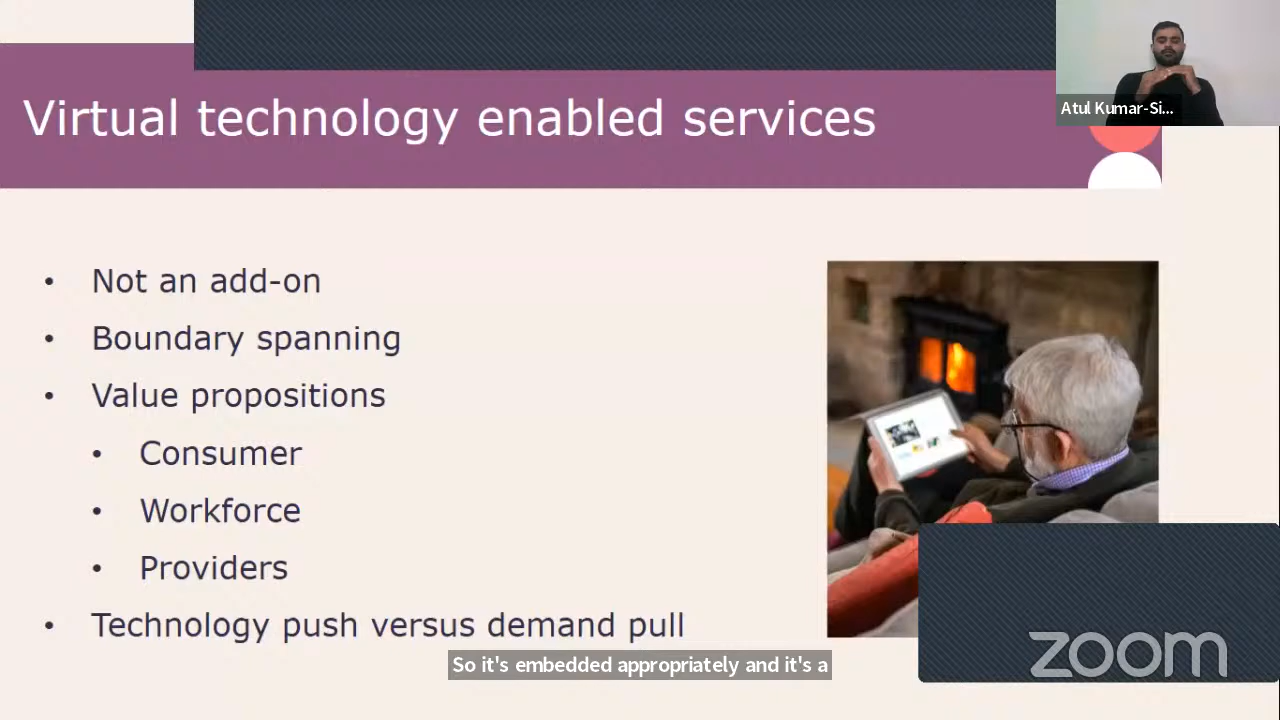 Virtual technology enabled services
Atul Kumar-Si...
• Not an add-on
• Boundary spanning
• Value propositions
• Consumer
• Workforce
• Providers
• Technology push versus demand pull
So it's embedded appropriately and it's a
zoom